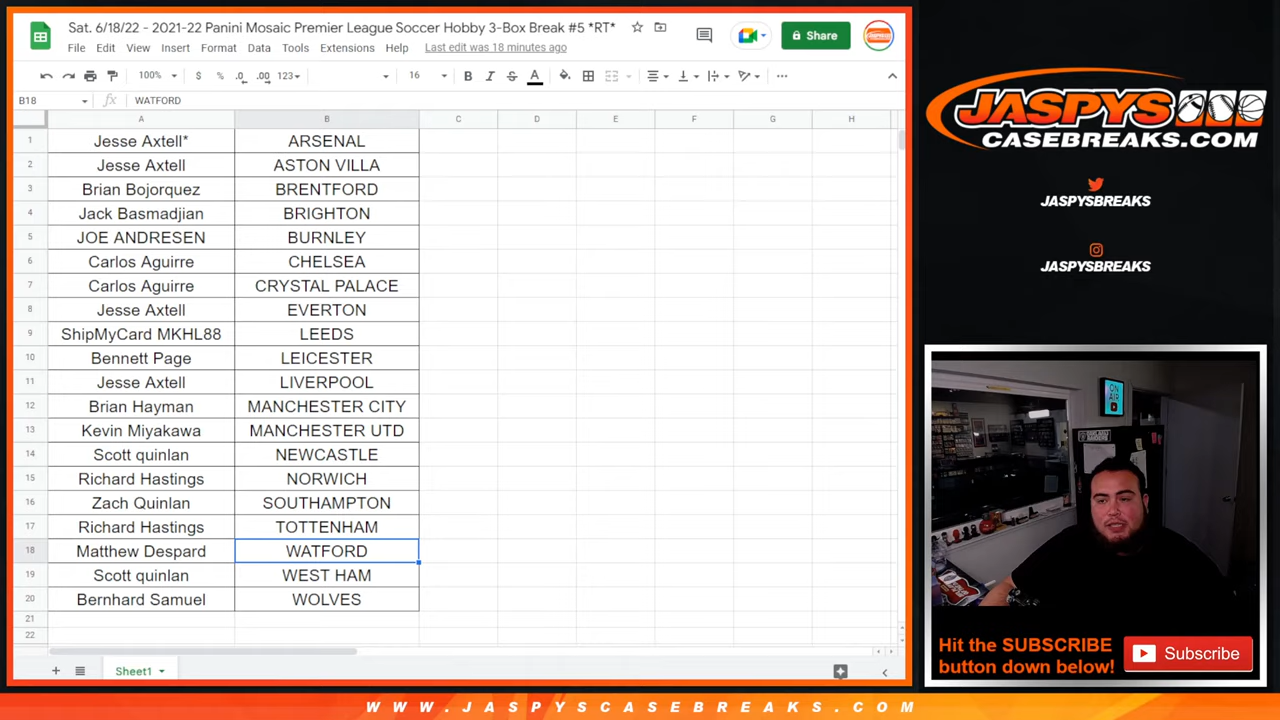 Sat. 6/18/22 - 2021-22 Panini Mosaic Premier League Soccer Hobby 3-Box Break #5 *RT*
File Edit View Insert Format Data Tools Extensions Help Last edit was 18 minutes ago
Share
100% $ % .0 .00 123 16 B I S A
B18 fx WATFORD
A B C D E F G H
1 Jesse Axtell* ARSENAL
2 Jesse Axtell ASTON VILLA
3 Brian Bojorquez BRENTFORD
4 Jack Basmadjian BRIGHTON
5 JOE ANDRESEN BURNLEY
6 Carlos Aguirre CHELSEA
7 Carlos Aguirre CRYSTAL PALACE
8 Jesse Axtell EVERTON
9 ShipMyCard MKHL88 LEEDS
10 Bennett Page LEICESTER
11 Jesse Axtell LIVERPOOL
12 Brian Hayman MANCHESTER CITY
13 Kevin Miyakawa MANCHESTER UTD
14 Scott quinlan NEWCASTLE
15 Richard Hastings NORWICH
16 Zach Quinlan SOUTHAMPTON
17 Richard Hastings TOTTENHAM
18 Matthew Despard WATFORD
19 Scott quinlan WEST HAM
20 Bernhard Samuel WOLVES
21
22
Sheet1
JASPYS
CASEBREAKS.COM
JASPYSBREAKS
JASPYSBREAKS
ON
AIR
Hit the SUBSCRIBE
button down below!
Subscribe
WWW.JASPYSCASEBREAKS.COM